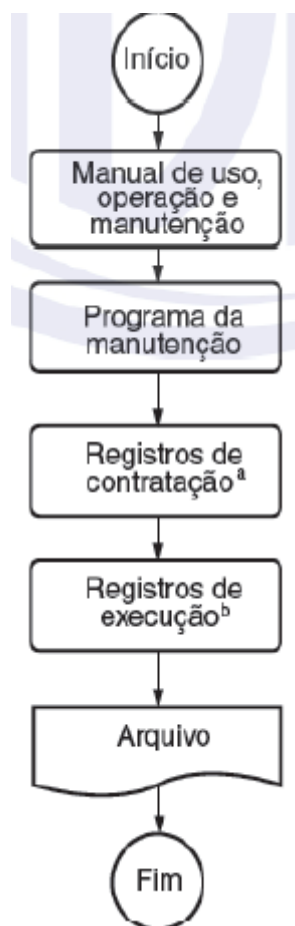 Início
Manual de uso,
operação e
manutenção
Programa da
manutenção
Registros de
contratação ª
Registros de
execução ᵇ
Arquivo
Fim